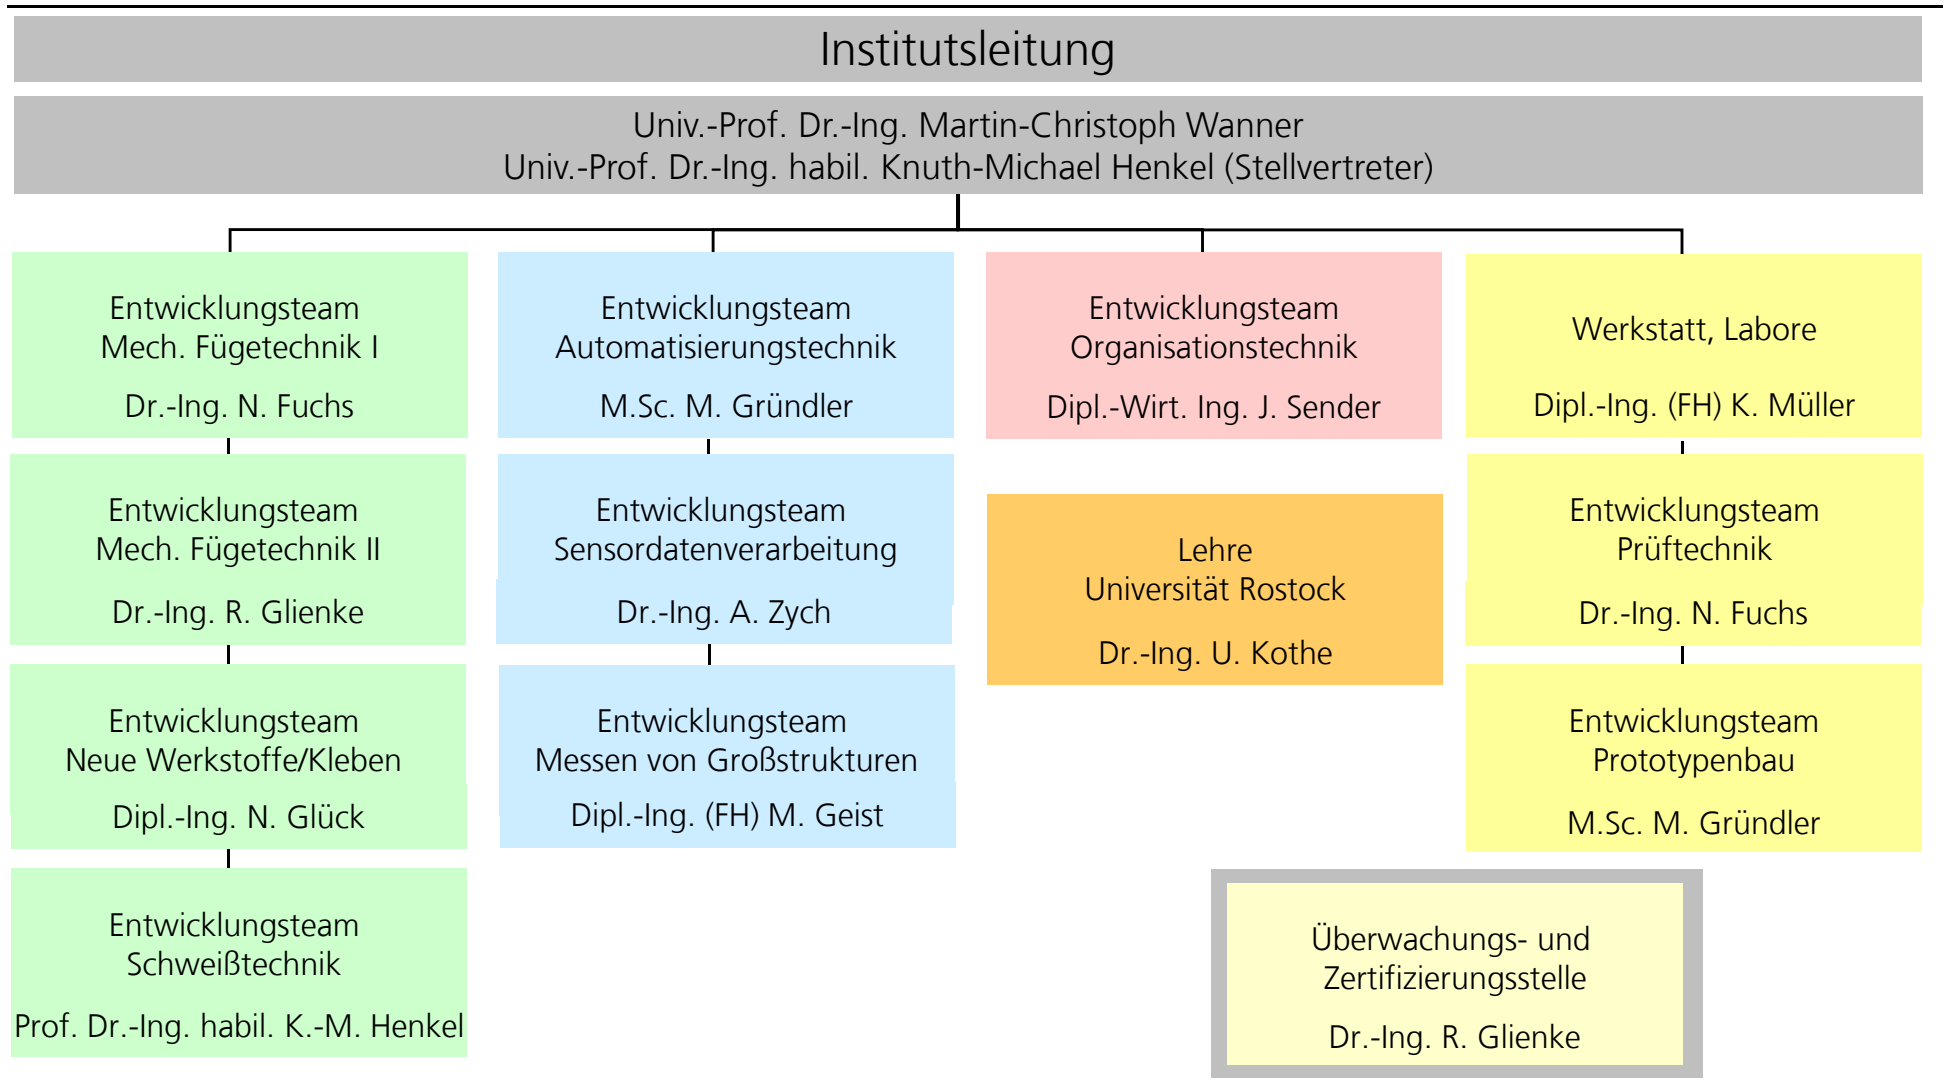 Institutsleitung
Univ.-Prof. Dr.-Ing. Martin-Christoph Wanner
Univ.-Prof. Dr.-Ing. habil. Knuth-Michael Henkel (Stellvertreter)
Entwicklungsteam
Mech. Fügetechnik I
Dr.-Ing. N. Fuchs
Entwicklungsteam
Mech. Fügetechnik II
Dr.-Ing. R. Glienke
Entwicklungsteam
Neue Werkstoffe/Kleben
Dipl.-Ing. N. Glück
Entwicklungsteam
Schweißtechnik
Prof. Dr.-Ing. habil. K.-M. Henkel
Entwicklungsteam
Automatisierungstechnik
M.Sc. M. Gründler
Entwicklungsteam
Sensordatenverarbeitung
Dr.-Ing. A. Zych
Entwicklungsteam
Messen von Großstrukturen
Dipl.-Ing. (FH) M. Geist
Entwicklungsteam
Organisationstechnik
Dipl.-Wirt. Ing. J. Sender
Lehre
Universität Rostock
Dr.-Ing. U. Kothe
Werkstatt, Labore
Dipl.-Ing. (FH) K. Müller
Entwicklungsteam
Prüftechnik
Dr.-Ing. N. Fuchs
Entwicklungsteam
Prototypenbau
M.Sc. M. Gründler
Überwachungs- und
Zertifizierungsstelle
Dr.-Ing. R. Glienke